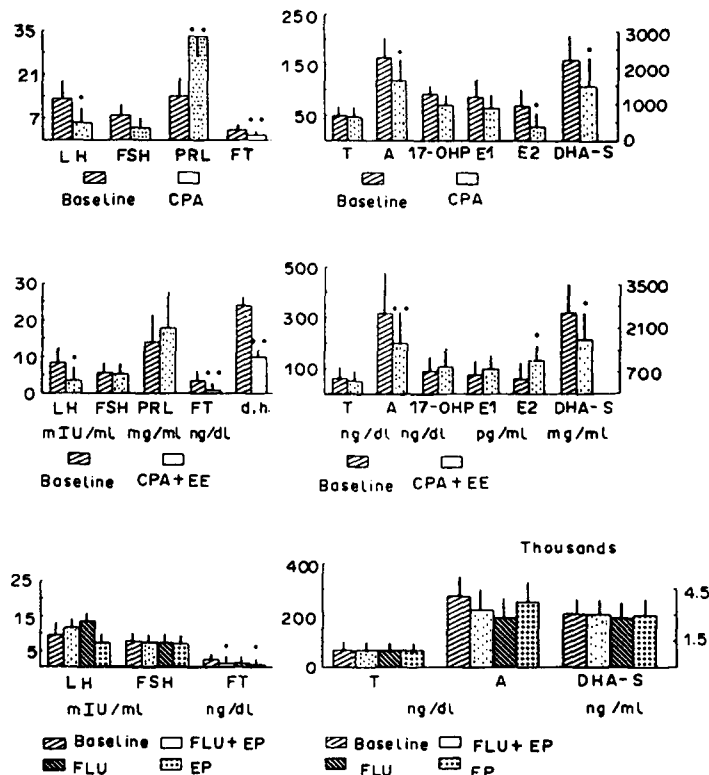 35
21
7
LH FSH PRL FT
Baseline CPA
250
150
50
3000
2000
1000
0
T A 17-OHP E1 E2 DHA-S
Baseline CPA
30
20
10
0
LH FSH PRL FT d.h.
mIU/ml mg/ml ng/dl
Baseline CPA+EE
500
300
100
3500
2100
700
T A 17-OHP E1 E2 DHA-S
ng/dl ng/dl pg/ml mg/ml
Baseline CPA+EE
25
15
5
LH FSH FT
mIU/ml ng/dl
Baseline FLU+EP
FLU EP
Thousands
400
200
0
4.5
1.5
T A DHA-S
ng/dl ng/ml
Baseline FLU+EP
FLU EP